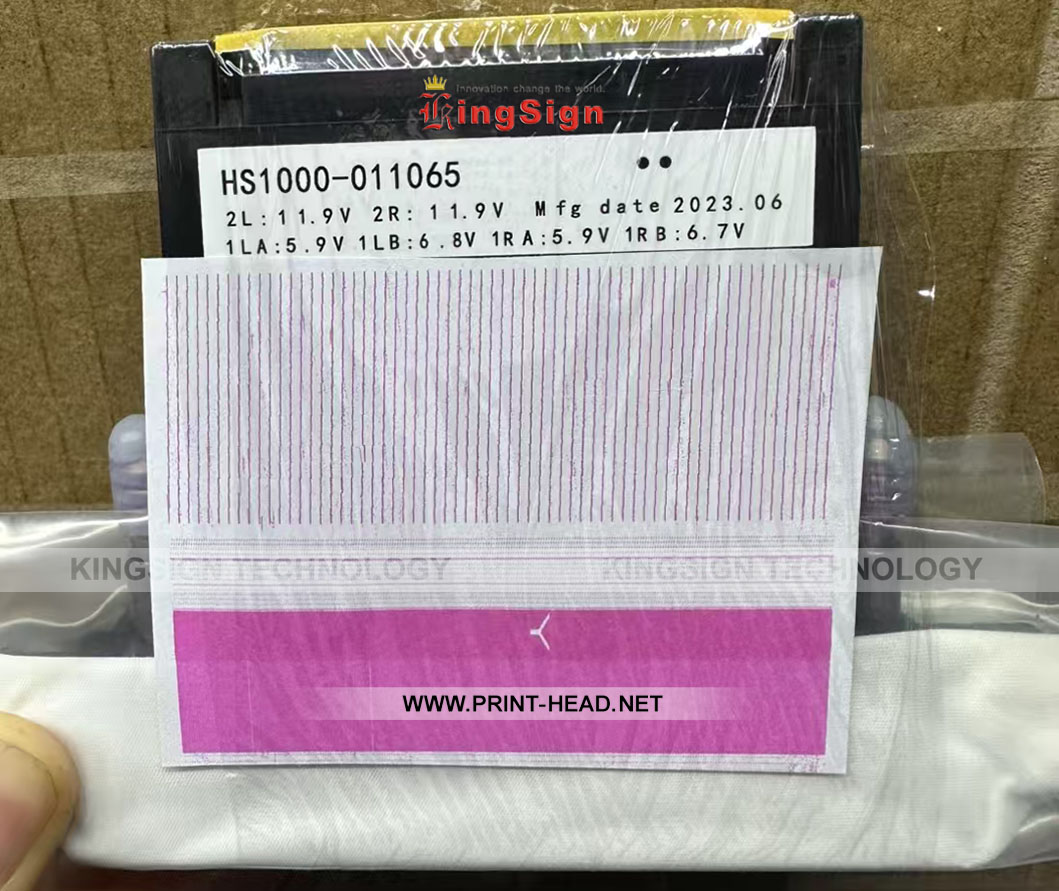 Innovation change the world.
KingSign
HS1000-011065
2L:11.9V 2R:11.9V Mfg date 2023.06
1LA:5.9V 1LB:6.8V 1RA:5.9V 1RB:6.7V
KINGSIGN TECHNOLOGY KINGSIGN TECHNOLOGY
WWW.PRINT-HEAD.NET